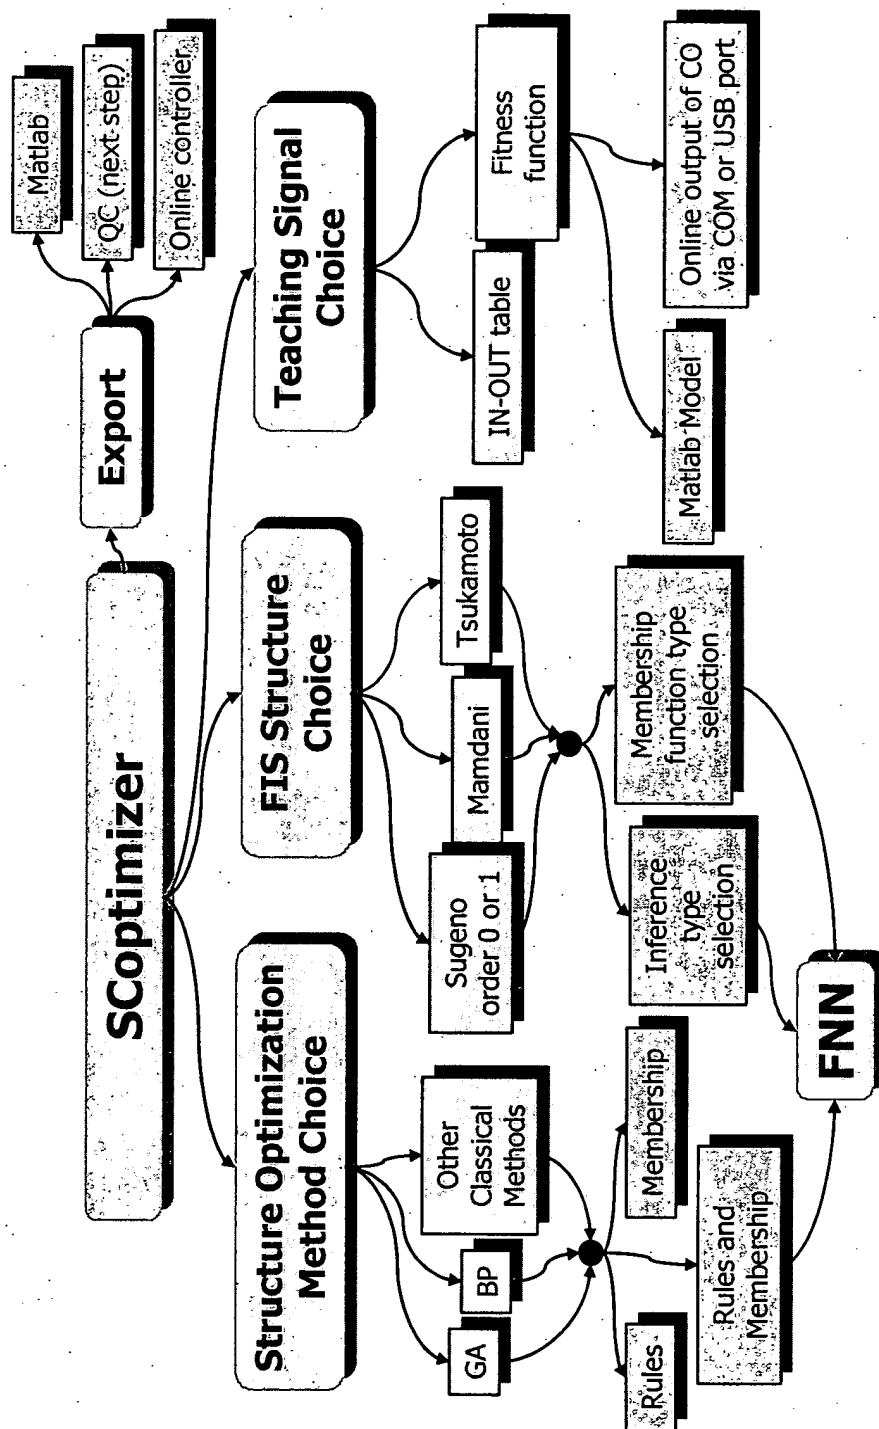 SCoptimizer
Export
Matlab
QC (next step)
Online controller
Structure Optimization
Method Choice
FIS Structure
Choice
Teaching Signal
Choice
GA
BP
Other
Classical
Methods
Sugeno
order 0 or 1
Mamdani
Tsukamoto
IN-OUT table
Fitness
function
Rules
Rules and
Membership
Membership
Inference
type
selection
Membership
function type
selection
Matlab Model
Online output of CO
via COM or USB port
FNN